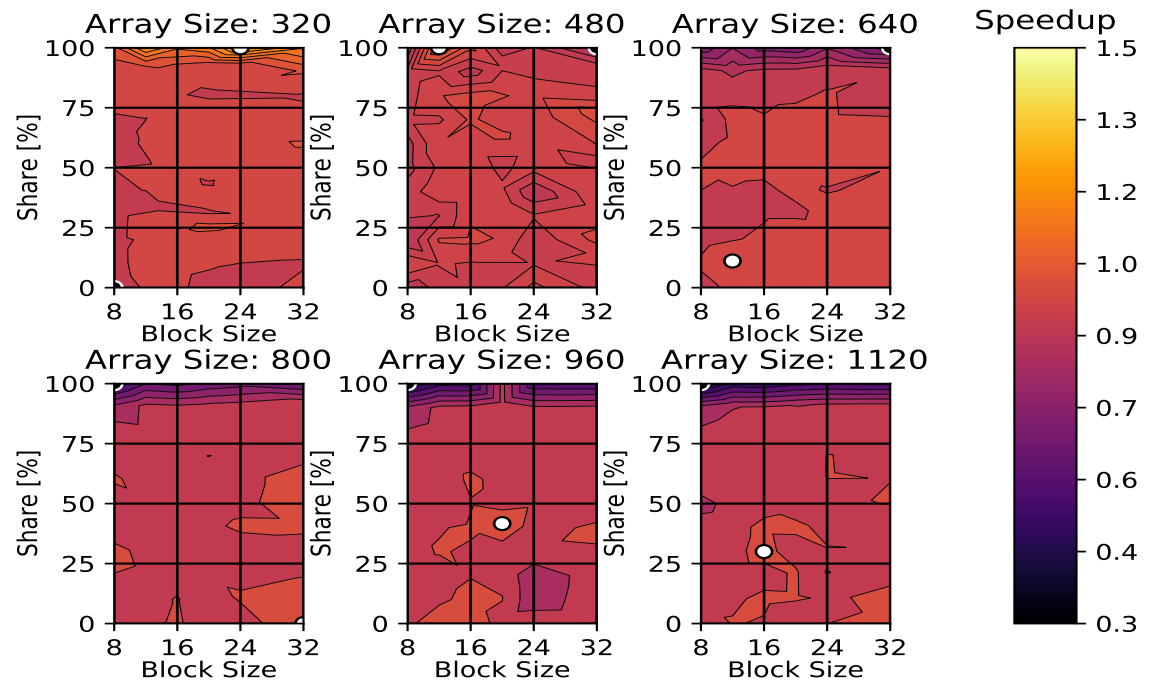 Array Size: 320
Array Size: 480
Array Size: 640
Speedup
100
75
50
25
0
Share [%]
8 16 24 32
Block Size
100
75
50
25
0
Share [%]
8 16 24 32
Block Size
100
75
50
25
0
Share [%]
8 16 24 32
Block Size
Array Size: 800
Array Size: 960
Array Size: 1120
100
75
50
25
0
Share [%]
8 16 24 32
Block Size
100
75
50
25
0
Share [%]
8 16 24 32
Block Size
100
75
50
25
0
Share [%]
8 16 24 32
Block Size
1.5
1.3
1.2
1.0
0.9
0.7
0.6
0.4
0.3